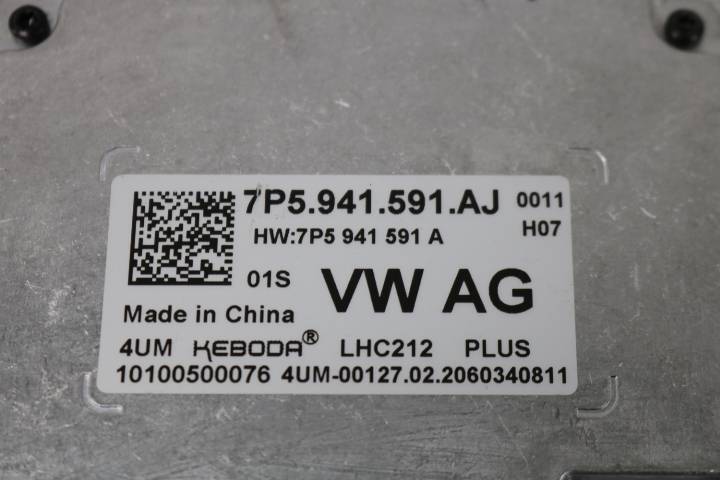 7P5.941.591.AJ 0011
HW:7P5 941 591 A H07
01S VW AG
Made in China
4UM KEBODA® LHC212 PLUS
10100500076 4UM-00127.02.2060340811